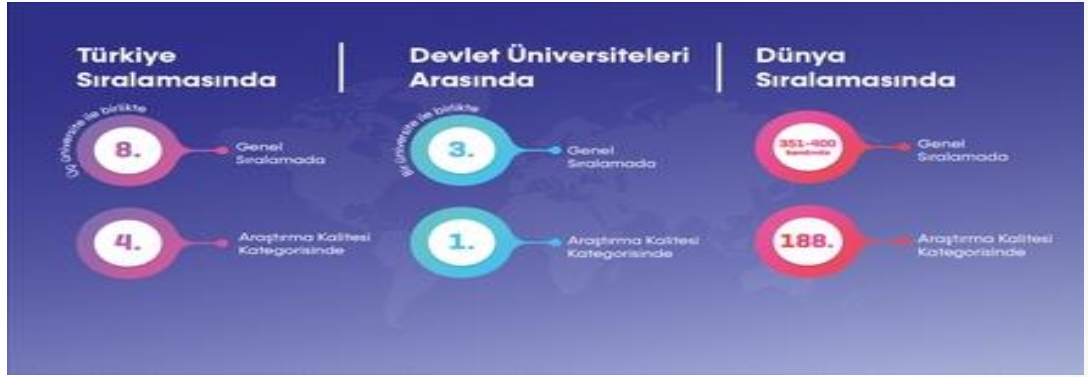 Türkiye
Sıralamasında
Üç üniversite ile birlikte
8.
Genel
Sıralamada
4.
Araştırma Kalitesi
Kategorisinde
Devlet Üniversiteleri
Arasında
Bir üniversite ile birlikte
3.
Genel
Sıralamada
1.
Araştırma Kalitesi
Kategorisinde
Dünya
Sıralamasında
351-400
bandında
Genel
Sıralamada
188.
Araştırma Kalitesi
Kategorisinde